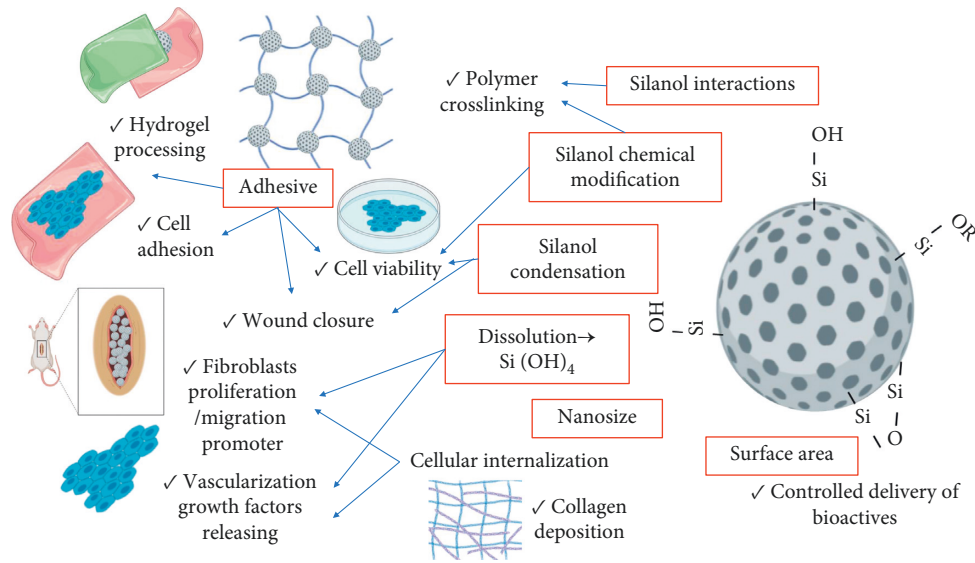 ✓ Hydrogel
processing
Adhesive
✓ Cell
adhesion
✓ Polymer
crosslinking
Silanol interactions
Silanol chemical
modification
✓ Cell viability
Silanol
condensation
✓ Wound closure
Dissolution→
Si (OH)₄
✓ Fibroblasts
proliferation
/migration
promoter
Nanosize
Cellular internalization
✓ Vascularization
growth factors
releasing
✓ Collagen
deposition
OH
Si
OR
Si
OH
Si
Si
Si
O
Surface area
✓ Controlled delivery of
bioactives